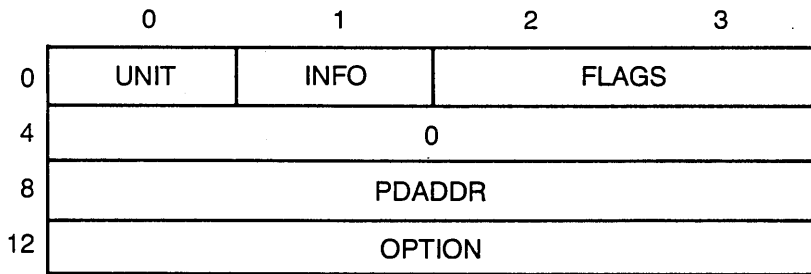 0 1 2 3
0 UNIT INFO FLAGS
4 0
8 PDADDR
12 OPTION